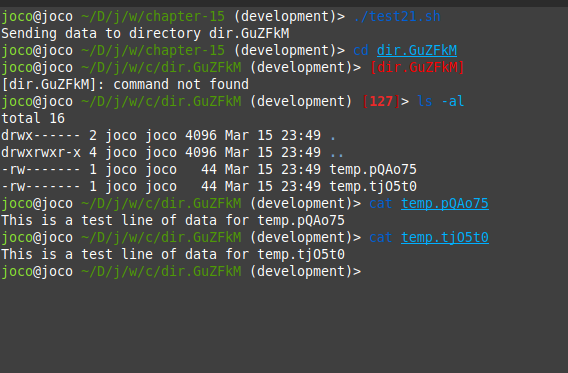 joco@joco ~/D/j/w/chapter-15 (development)> ./test21.sh
Sending data to directory dir.GuZFkM
joco@joco ~/D/j/w/chapter-15 (development)> cd dir.GuZFkM
joco@joco ~/D/j/w/c/dir.GuZFkM (development)> [dir.GuZFkM]
[dir.GuZFkM]: command not found
joco@joco ~/D/j/w/c/dir.GuZFkM (development) [127]> ls -al
total 16
drwx------ 2 joco joco 4096 Mar 15 23:49 .
drwxrwxr-x 4 joco joco 4096 Mar 15 23:49 ..
-rw------- 1 joco joco   44 Mar 15 23:49 temp.pQAo75
-rw------- 1 joco joco   44 Mar 15 23:49 temp.tjO5t0
joco@joco ~/D/j/w/c/dir.GuZFkM (development)> cat temp.pQAo75
This is a test line of data for temp.pQAo75
joco@joco ~/D/j/w/c/dir.GuZFkM (development)> cat temp.tjO5t0
This is a test line of data for temp.tjO5t0
joco@joco ~/D/j/w/c/dir.GuZFkM (development)>